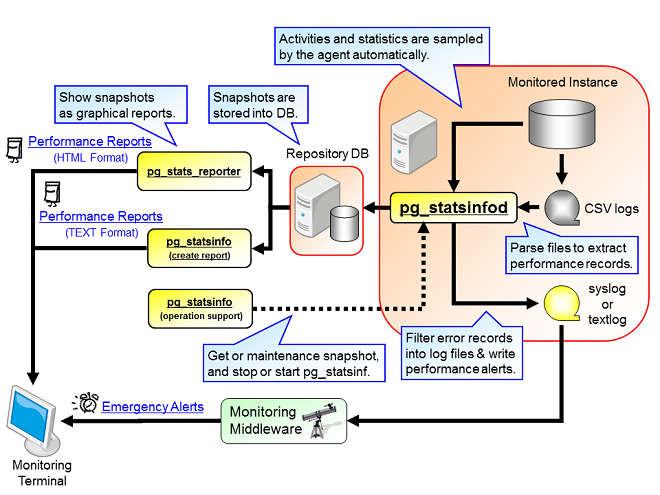 Activities and statistics are sampled
by the agent automatically.
Monitored Instance
Show snapshots
as graphical reports.
Snapshots are
stored into DB.
Performance Reports
(HTML Format)
Repository DB
pg_stats_reporter
pg_statsinfod
CSV logs
Performance Reports
(TEXT Format)
pg_statsinfo
(create report)
Parse files to extract
performance records.
pg_statsinfo
(operation support)
syslog
or
textlog
Get or maintenance snapshot,
and stop or start pg_statsinf.
Filter error records
into log files & write
performance alerts.
Emergency Alerts
Monitoring
Middleware
Monitoring
Terminal